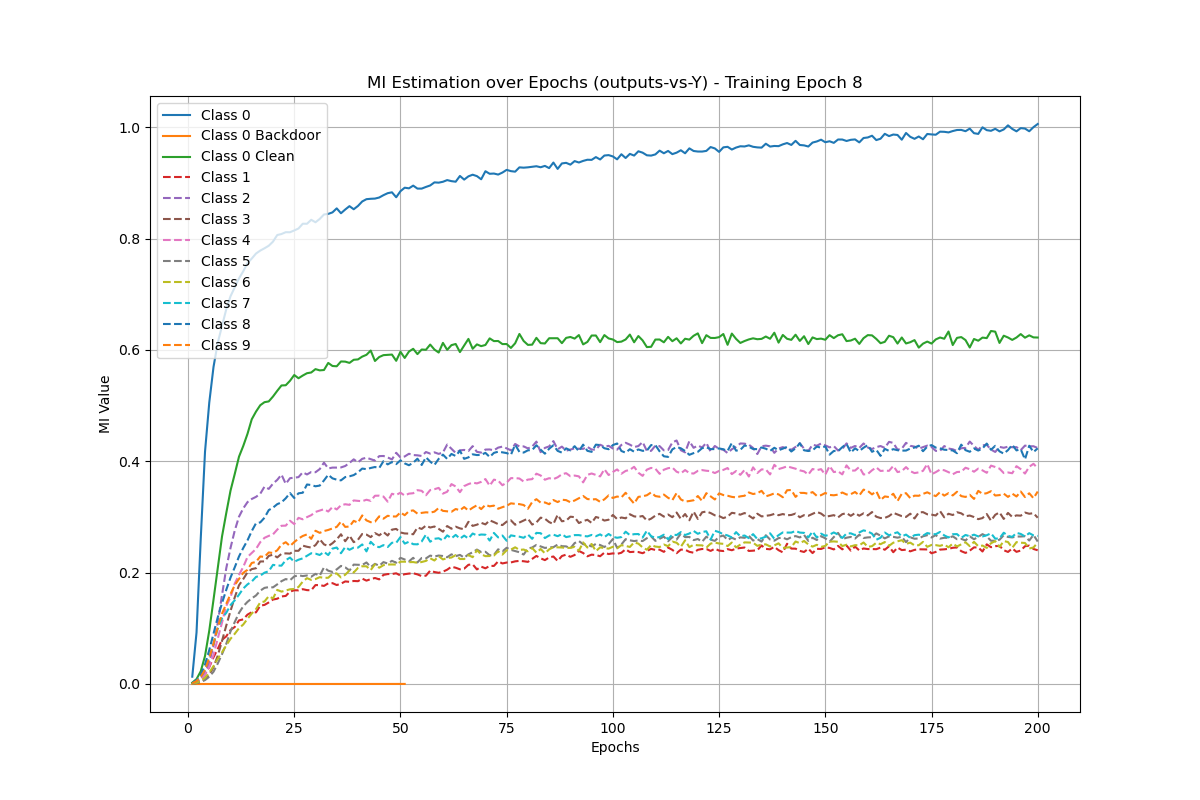 MI Estimation over Epochs (outputs-vs-Y) - Training Epoch 8
Class 0
Class 0 Backdoor
Class 0 Clean
Class 1
Class 2
Class 3
Class 4
Class 5
Class 6
Class 7
Class 8
Class 9
MI Value
1.0
0.8
0.6
0.4
0.2
0.0
0 25 50 75 100 125 150 175 200
Epochs